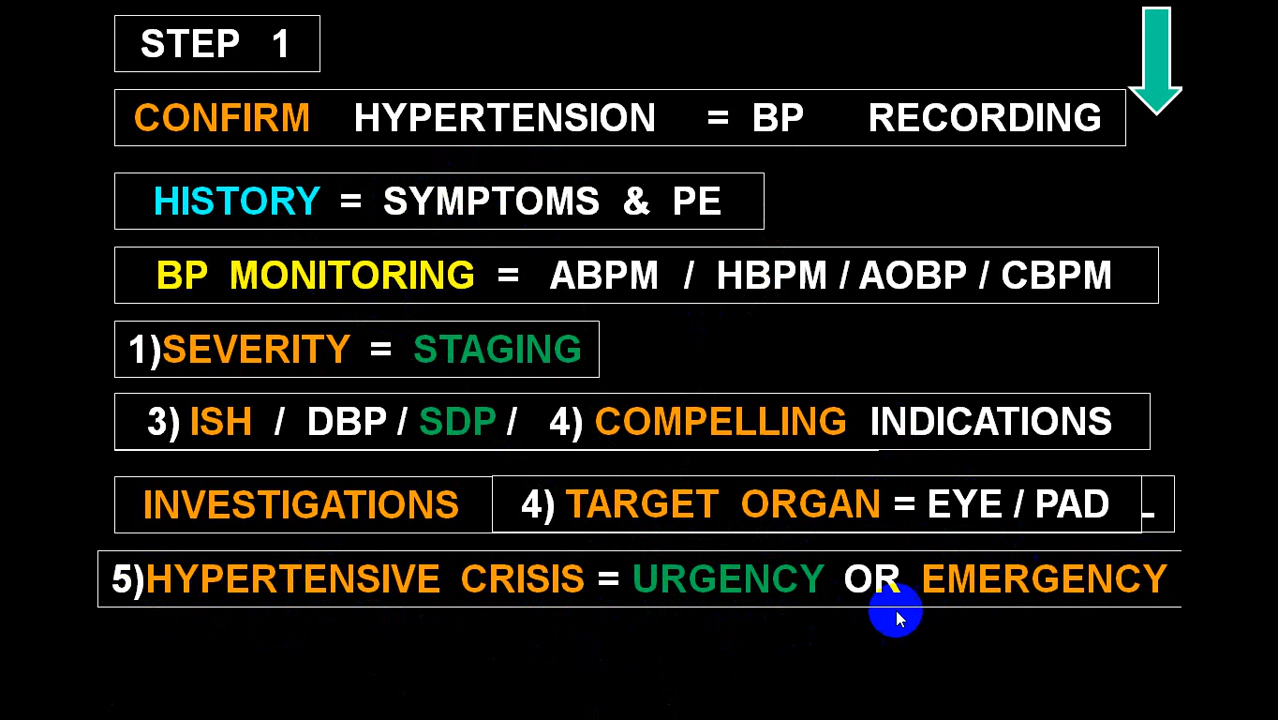 STEP 1
CONFIRM HYPERTENSION = BP RECORDING
HISTORY = SYMPTOMS & PE
BP MONITORING = ABPM / HBPM / AOBP / CBPM
1)SEVERITY = STAGING
3) ISH / DBP / SDP / 4) COMPELLING INDICATIONS
INVESTIGATIONS 4) TARGET ORGAN = EYE / PAD
5)HYPERTENSIVE CRISIS = URGENCY OR EMERGENCY